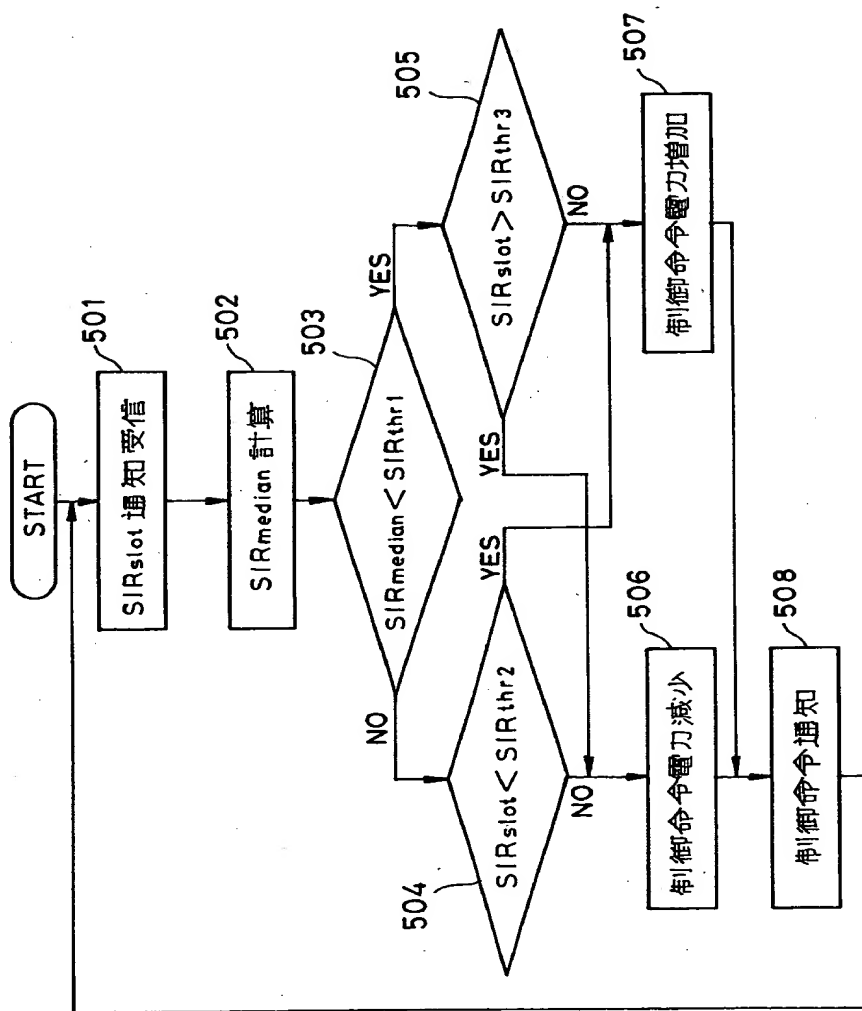 START
501
SIRslot 通知受信
502
SIRmedian 計算
503
SIRmedian < SIRthr1
NO
YES
504
SIRslot < SIRthr2
YES
NO
505
SIRslot > SIRthr3
YES
NO
506
制御命令電力減少
507
制御命令電力増加
508
制御命令通知